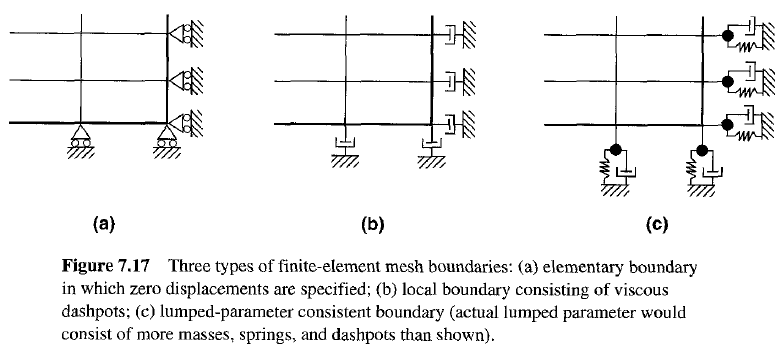 (a) (b) (c)
Figure 7.17 Three types of finite-element mesh boundaries: (a) elementary boundary
in which zero displacements are specified; (b) local boundary consisting of viscous
dashpots; (c) lumped-parameter consistent boundary (actual lumped parameter would
consist of more masses, springs, and dashpots than shown).